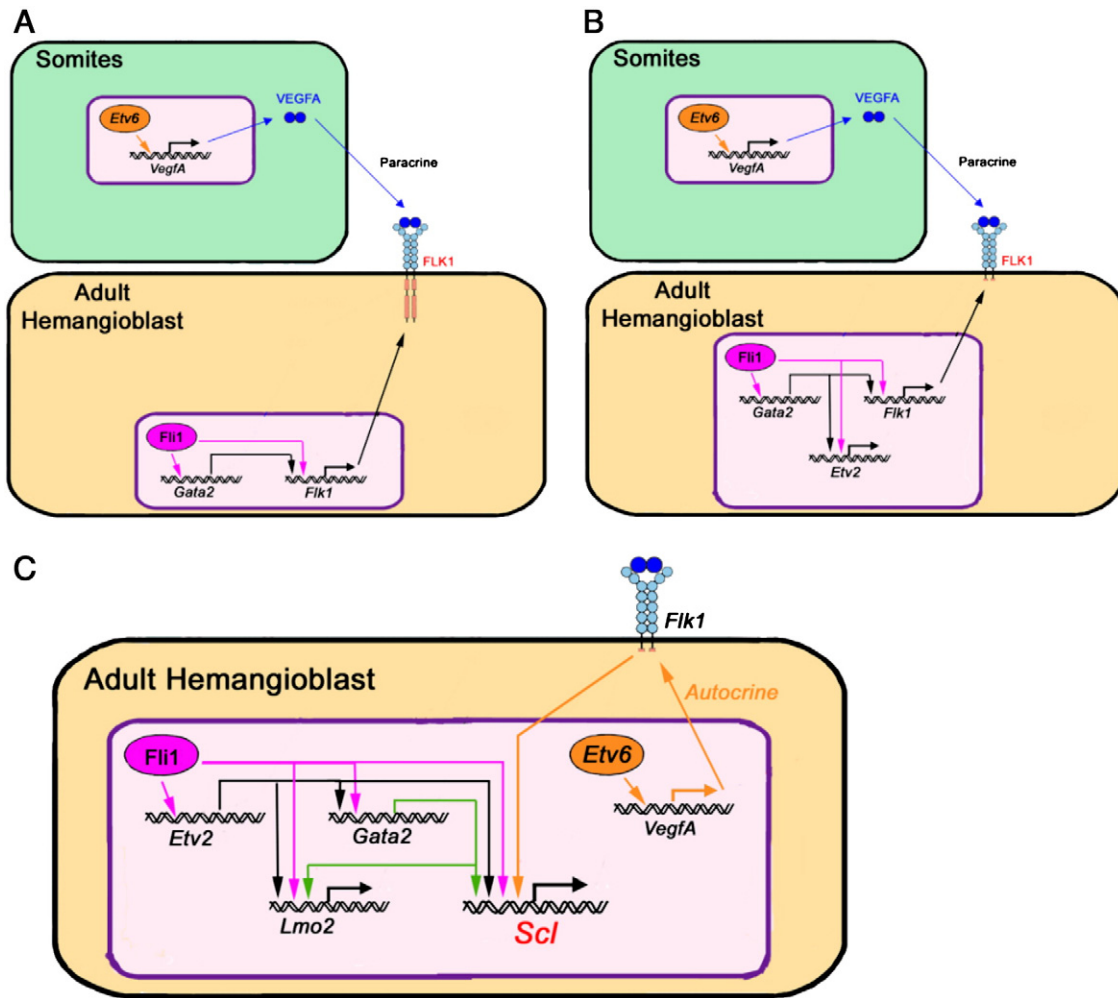 A
Somites
Etv6
VegfA
VEGFA
Paracrine
FLK1
Adult
Hemangioblast
Fli1
Gata2
Flk1
B
Somites
Etv6
VegfA
VEGFA
Paracrine
FLK1
Adult
Hemangioblast
Fli1
Gata2
Flk1
Etv2
C
Flk1
Adult Hemangioblast
Autocrine
Fli1
Etv6
Etv2
Gata2
VegfA
Lmo2
Scl